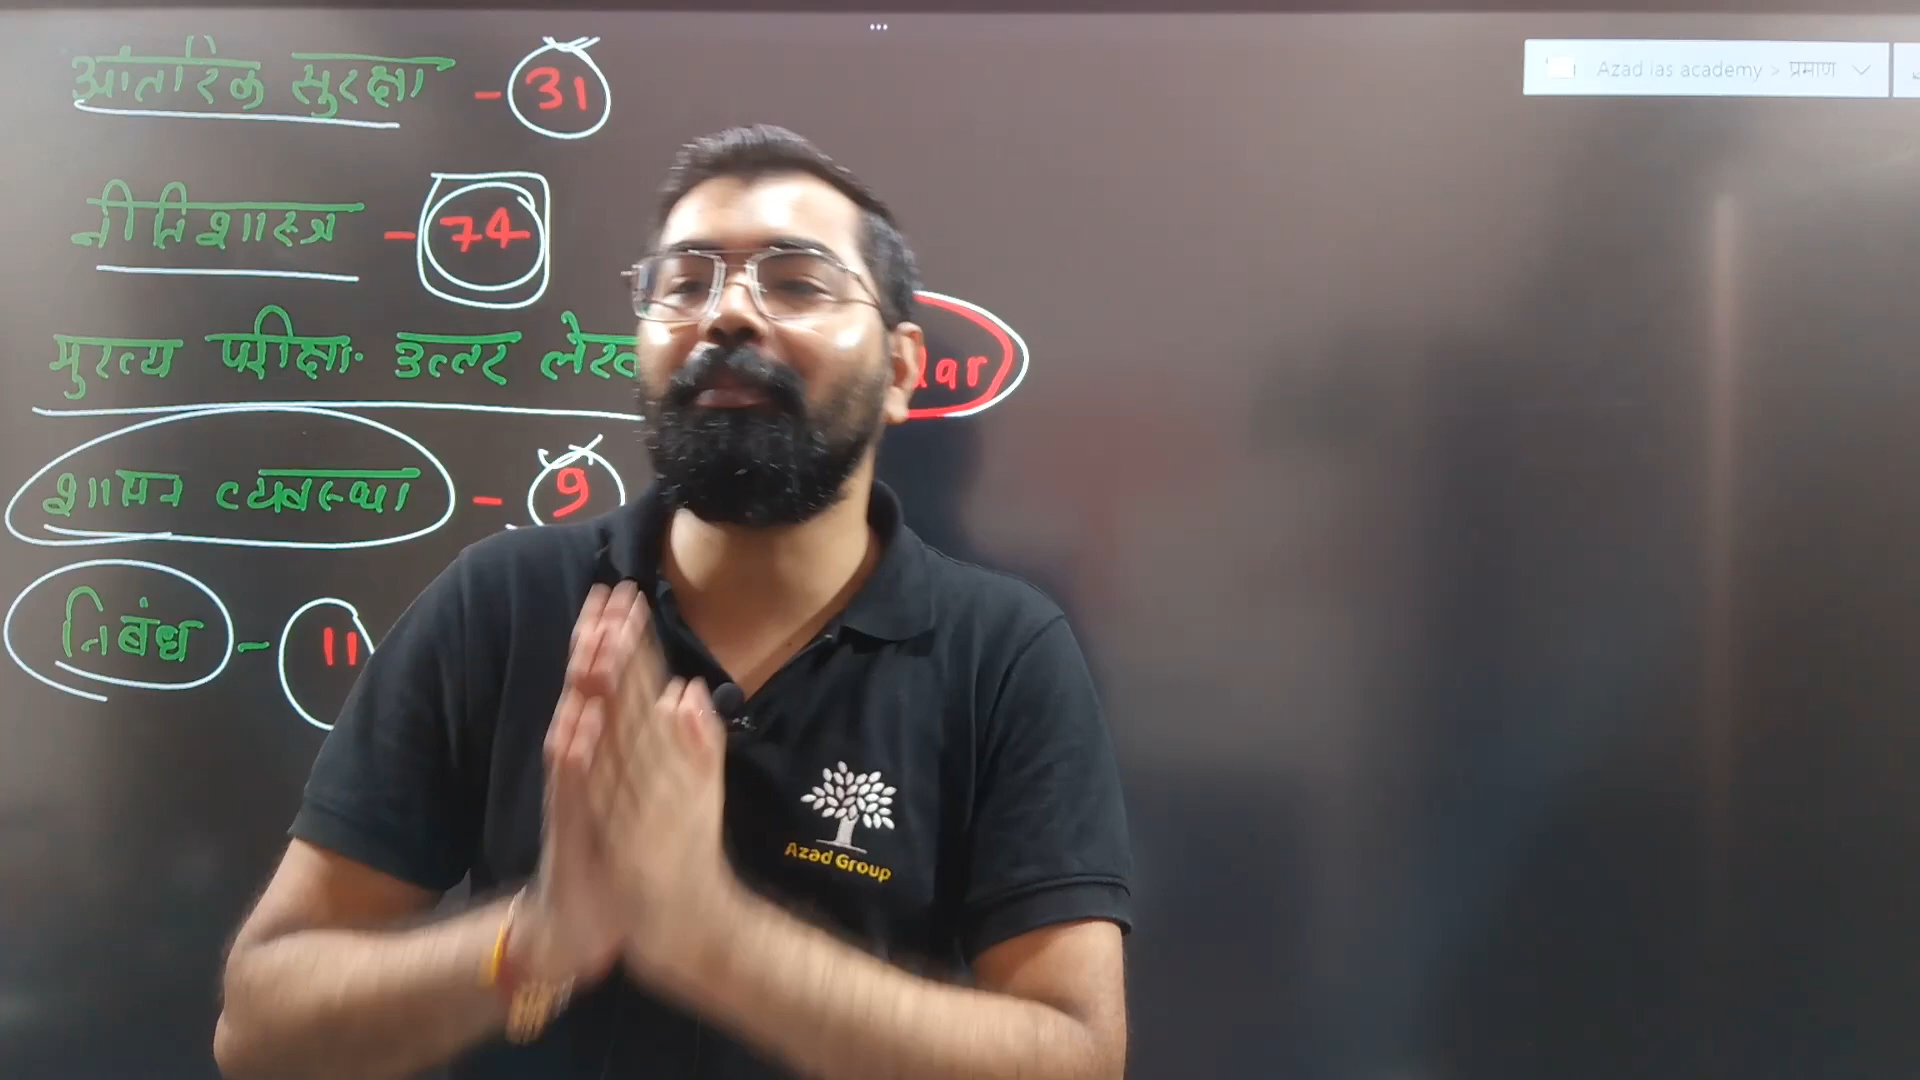 आंतरिक सुरक्षा - 31
नीतिशास्त्र - 74
मुख्य परीक्षा उत्तर
शासन व्यवस्था - 9
निबंध - 11
Azad ias academy > प्रमाण
Azad Group